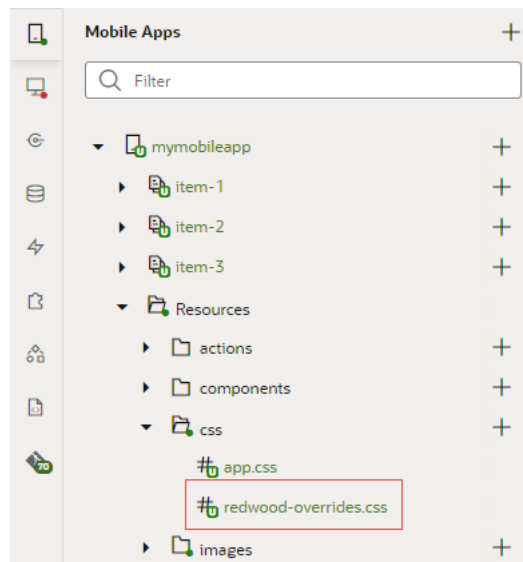 Mobile Apps
Filter
mymobileapp
item-1
item-2
item-3
Resources
actions
components
css
app.css
redwood-overrides.css
70
images